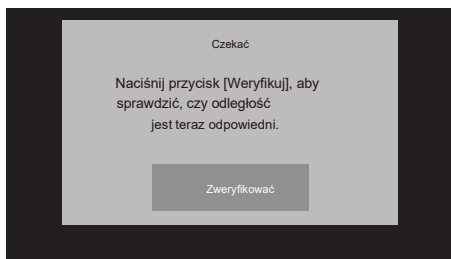 Czekać
Naciśnij przycisk [Weryfikuj], aby
sprawdzić, czy odległość
jest teraz odpowiedni.
Zweryfikować